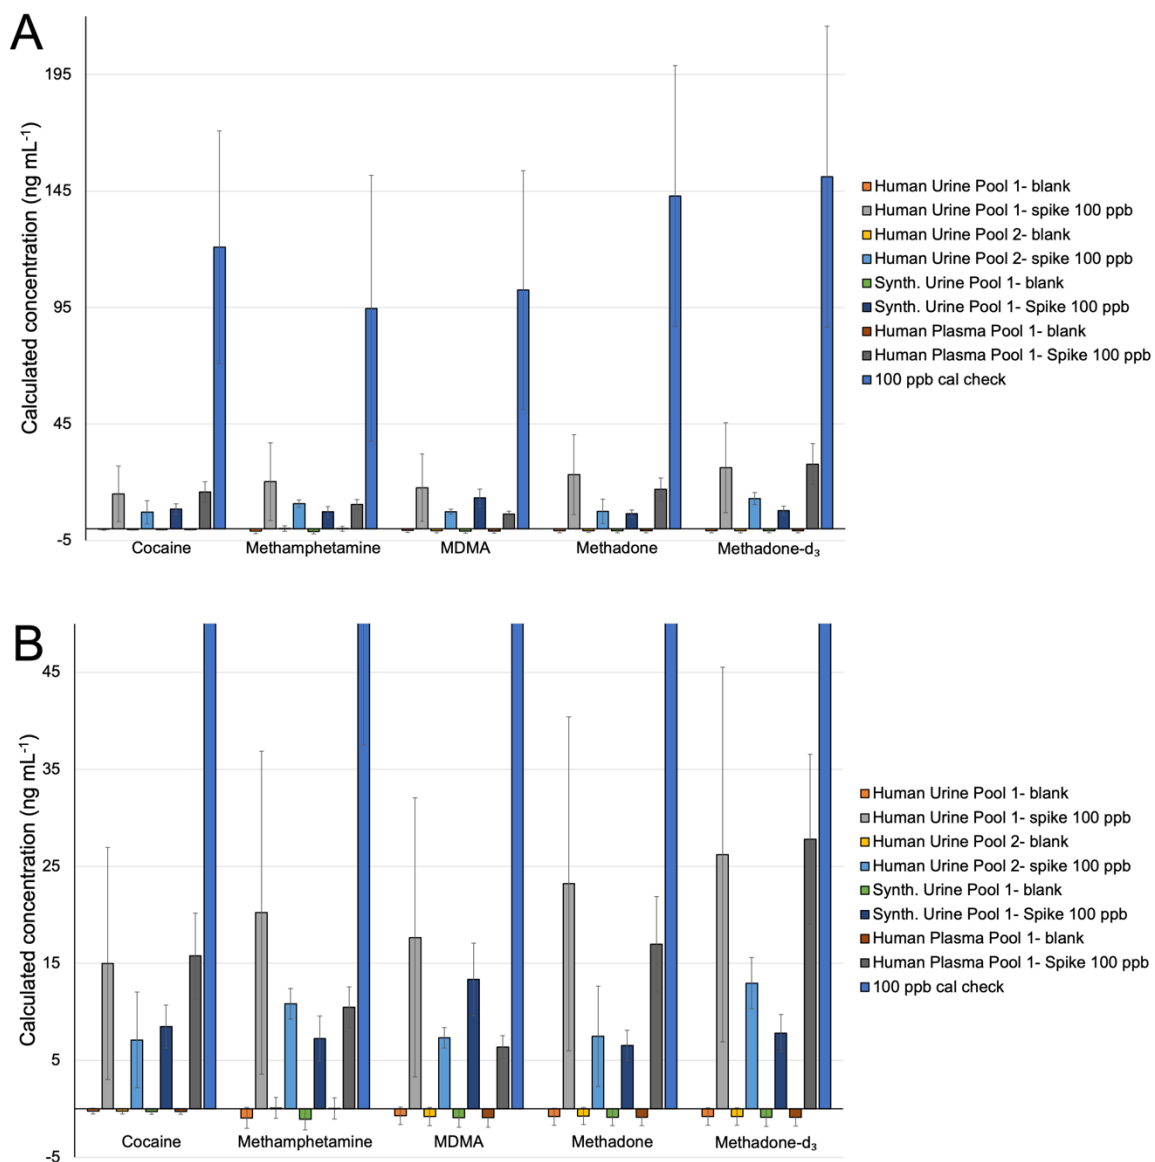 A
Calculated concentration (ng mL⁻¹)
195
145
95
45
-5
Cocaine Methamphetamine MDMA Methadone Methadone-d₃
Human Urine Pool 1- blank
Human Urine Pool 1- spike 100 ppb
Human Urine Pool 2- blank
Human Urine Pool 2- spike 100 ppb
Synth. Urine Pool 1- blank
Synth. Urine Pool 1- Spike 100 ppb
Human Plasma Pool 1- blank
Human Plasma Pool 1- Spike 100 ppb
100 ppb cal check
B
Calculated concentration (ng mL⁻¹)
45
35
25
15
5
-5
Cocaine Methamphetamine MDMA Methadone Methadone-d₃
Human Urine Pool 1- blank
Human Urine Pool 1- spike 100 ppb
Human Urine Pool 2- blank
Human Urine Pool 2- spike 100 ppb
Synth. Urine Pool 1- blank
Synth. Urine Pool 1- Spike 100 ppb
Human Plasma Pool 1- blank
Human Plasma Pool 1- Spike 100 ppb
100 ppb cal check